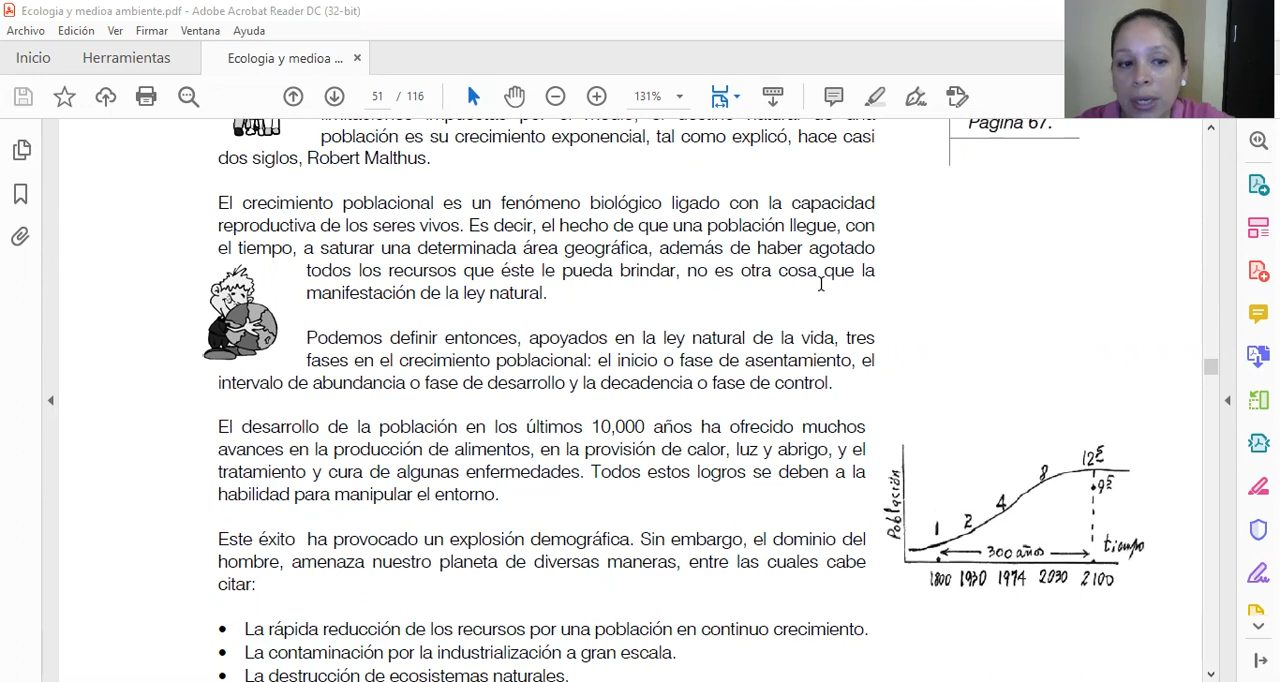 Ecologia y medioa ambiente.pdf - Adobe Acrobat Reader DC (32-bit)
Archivo Edición Ver Firmar Ventana Ayuda
Inicio Herramientas Ecologia y medioa ... ×
51 / 116 131%
limitaciones impuestas por el medio, el destino natural de una
población es su crecimiento exponencial, tal como explicó, hace casi
dos siglos, Robert Malthus.
Página 67.
El crecimiento poblacional es un fenómeno biológico ligado con la capacidad
reproductiva de los seres vivos. Es decir, el hecho de que una población llegue, con
el tiempo, a saturar una determinada área geográfica, además de haber agotado
todos los recursos que éste le pueda brindar, no es otra cosa que la
manifestación de la ley natural.
Podemos definir entonces, apoyados en la ley natural de la vida, tres
fases en el crecimiento poblacional: el inicio o fase de asentamiento, el
intervalo de abundancia o fase de desarrollo y la decadencia o fase de control.
El desarrollo de la población en los últimos 10,000 años ha ofrecido muchos
avances en la producción de alimentos, en la provisión de calor, luz y abrigo, y el
tratamiento y cura de algunas enfermedades. Todos estos logros se deben a la
habilidad para manipular el entorno.
Este éxito ha provocado un explosión demográfica. Sin embargo, el dominio del
hombre, amenaza nuestro planeta de diversas maneras, entre las cuales cabe
citar:
• La rápida reducción de los recursos por una población en continuo crecimiento.
• La contaminación por la industrialización a gran escala.
• La destrucción de ecosistemas naturales.
Población
1 2 4 8 12
9
300 años
tiempo
1800 1930 1974 2030 2100